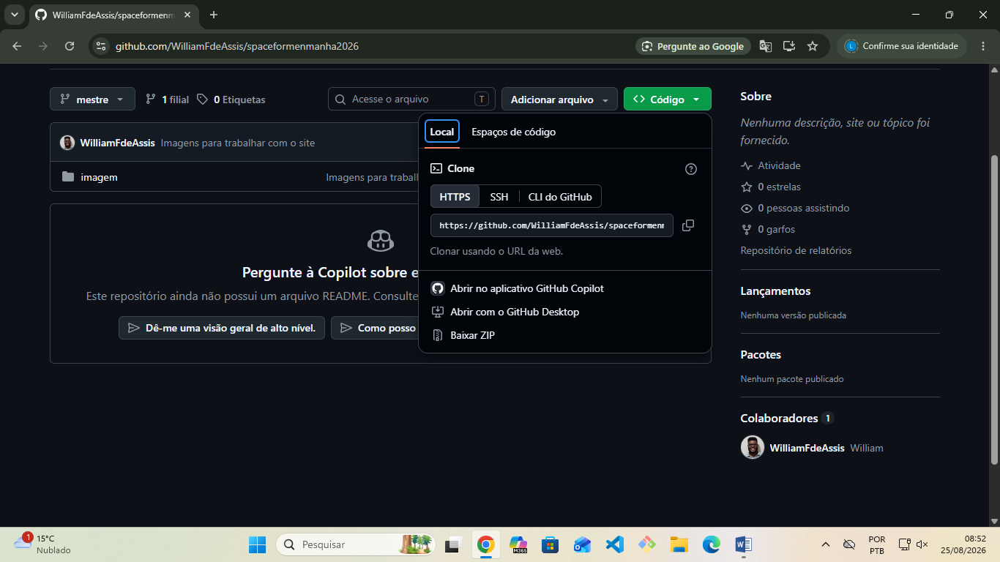 WilliamFdeAssis/spaceformenm
github.com/WilliamFdeAssis/spaceformenmanha2026
Pergunte ao Google
L
Confirme sua identidade
mestre
1 filial
0 Etiquetas
Acesse o arquivo
T
Adicionar arquivo
Código
WilliamFdeAssis Imagens para trabalhar com o site
imagem
Imagens para traball
Pergunte à Copilot sobre e
Este repositório ainda não possui um arquivo README. Consulte
Dê-me uma visão geral de alto nível.
Como posso
Local
Espaços de código
Clone
HTTPS
SSH
CLI do GitHub
https://github.com/WilliamFdeAssis/spaceformenm
Clonar usando o URL da web.
Abrir no aplicativo GitHub Copilot
Abrir com o GitHub Desktop
Baixar ZIP
Sobre
Nenhuma descrição, site ou tópico foi
fornecido.
Atividade
0 estrelas
0 pessoas assistindo
0 garfos
Repositório de relatórios
Lançamentos
Nenhuma versão publicada
Pacotes
Nenhum pacote publicado
Colaboradores 1
WilliamFdeAssis William
1
15°C
Nublado
Pesquisar
M365
POR
PTB
08:52
25/08/2026